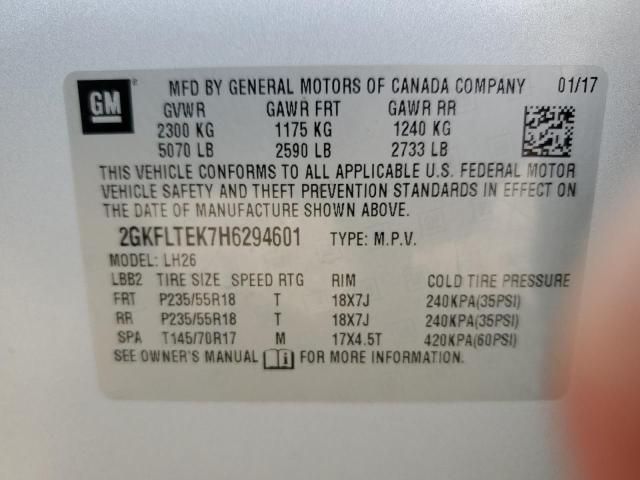 GM MFD BY GENERAL MOTORS OF CANADA COMPANY 01/17
GVWR GAWR FRT GAWR RR
2300 KG 1175 KG 1240 KG
5070 LB 2590 LB 2733 LB
THIS VEHICLE CONFORMS TO ALL APPLICABLE U.S. FEDERAL MOTOR
VEHICLE SAFETY AND THEFT PREVENTION STANDARDS IN EFFECT ON
THE DATE OF MANUFACTURE SHOWN ABOVE.
2GKFLTEK7H6294601 TYPE: M.P.V.
MODEL: LH26
LBB2 TIRE SIZE SPEED RTG RIM COLD TIRE PRESSURE
FRT P235/55R18 T 18X7J 240KPA(35PSI)
RR P235/55R18 T 18X7J 240KPA(35PSI)
SPA T145/70R17 M 17X4.5T 420KPA(60PSI)
SEE OWNER'S MANUAL i FOR MORE INFORMATION.